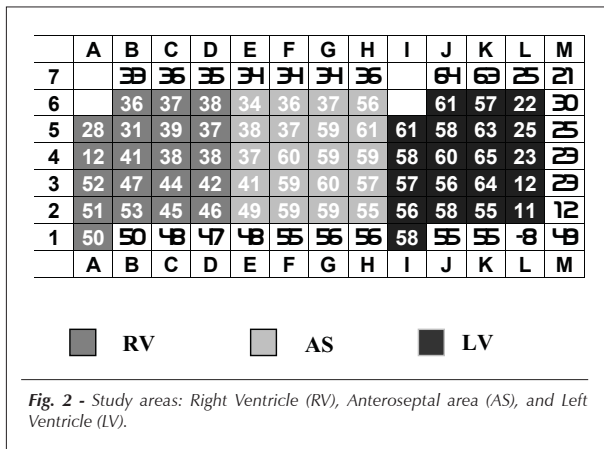 A B C D E F G H I J K L M
7 36 35 34 34 34 36 64 63 25 21
6 36 37 38 34 36 37 56 61 57 22 30
5 28 31 39 37 38 37 59 61 61 58 63 25 25
4 12 41 38 38 37 60 59 59 58 60 65 23
3 52 47 44 42 41 59 60 57 57 56 64 12
2 51 53 45 46 49 59 59 55 56 58 55 11 12
1 50 50 48 47 48 55 56 56 58 55 55 -8
A B C D E F G H I J K L M
RV AS LV
Fig. 2 - Study areas: Right Ventricle (RV), Anteroseptal area (AS), and Left
Ventricle (LV).